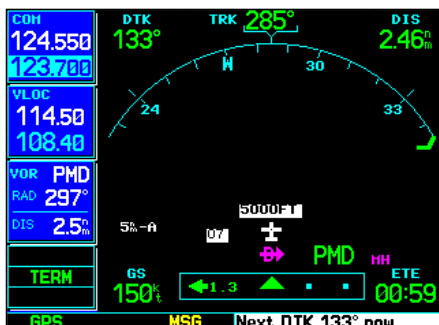 COM
124.550
123.700
VLOC
114.50
108.40
VOR PMD
RAD 297°
DIS 2.5nm
TERM
DTK
133°
TRK 285°
DIS
2.46nm
24
W
30
33
5000FT
5nm-A
07
PMD
MH
GS
150kt
1.3
ETE
00:59
GPS
MSG
Next DTK 133° now